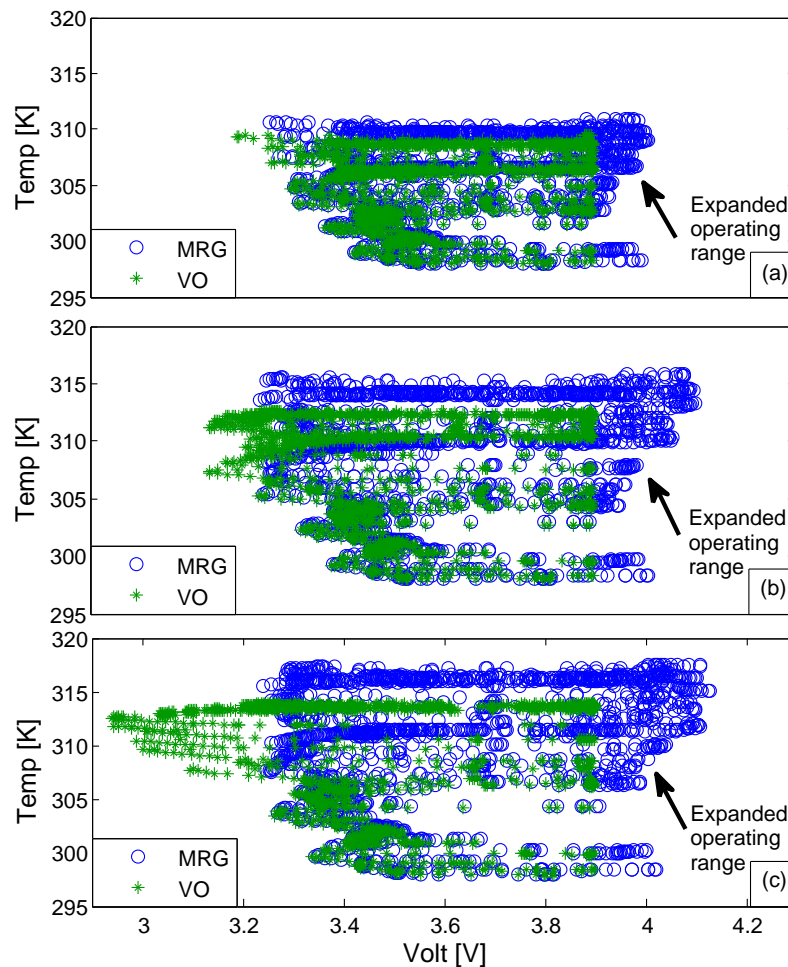 320
315
310
305
300
295
Temp [K]
MRG
VO
Expanded
operating
range
(a)
320
315
310
305
300
295
Temp [K]
MRG
VO
Expanded
operating
range
(b)
320
315
310
305
300
295
Temp [K]
MRG
VO
Expanded
operating
range
(c)
3 3.2 3.4 3.6 3.8 4 4.2
Volt [V]